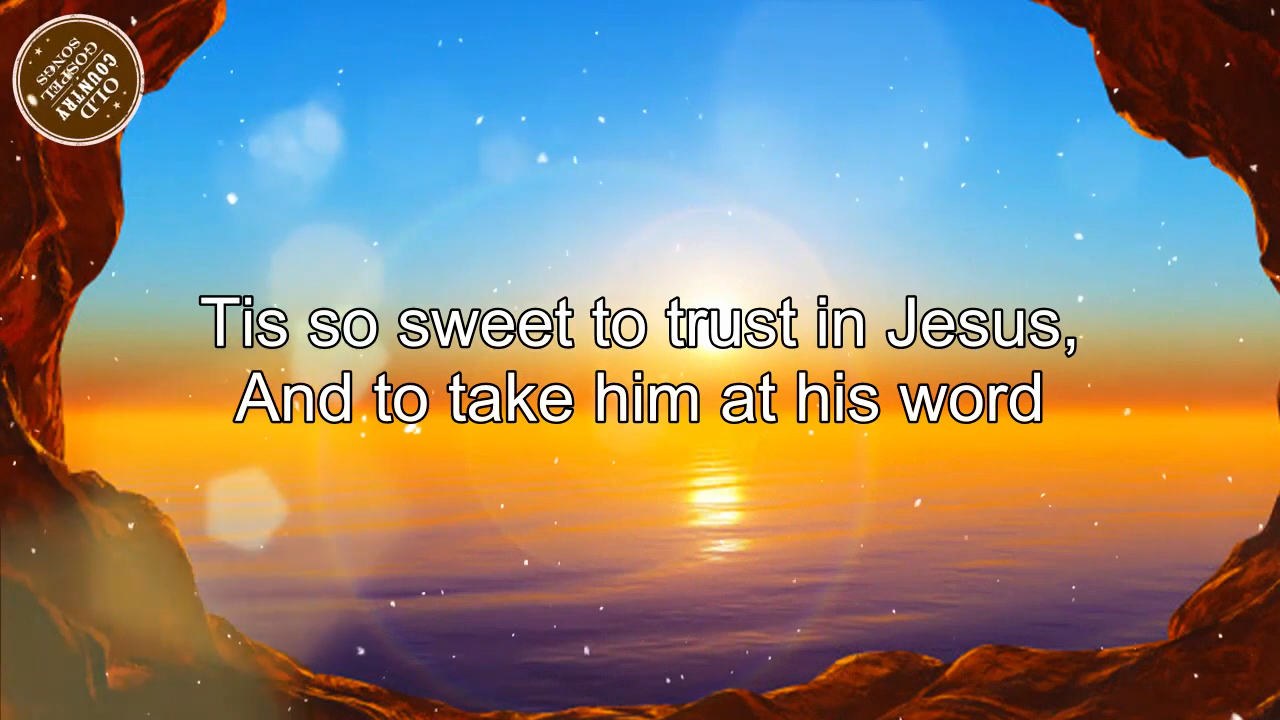 OLD
COUNTRY
GOSPEL
SONGS
Tis so sweet to trust in Jesus,
And to take him at his word